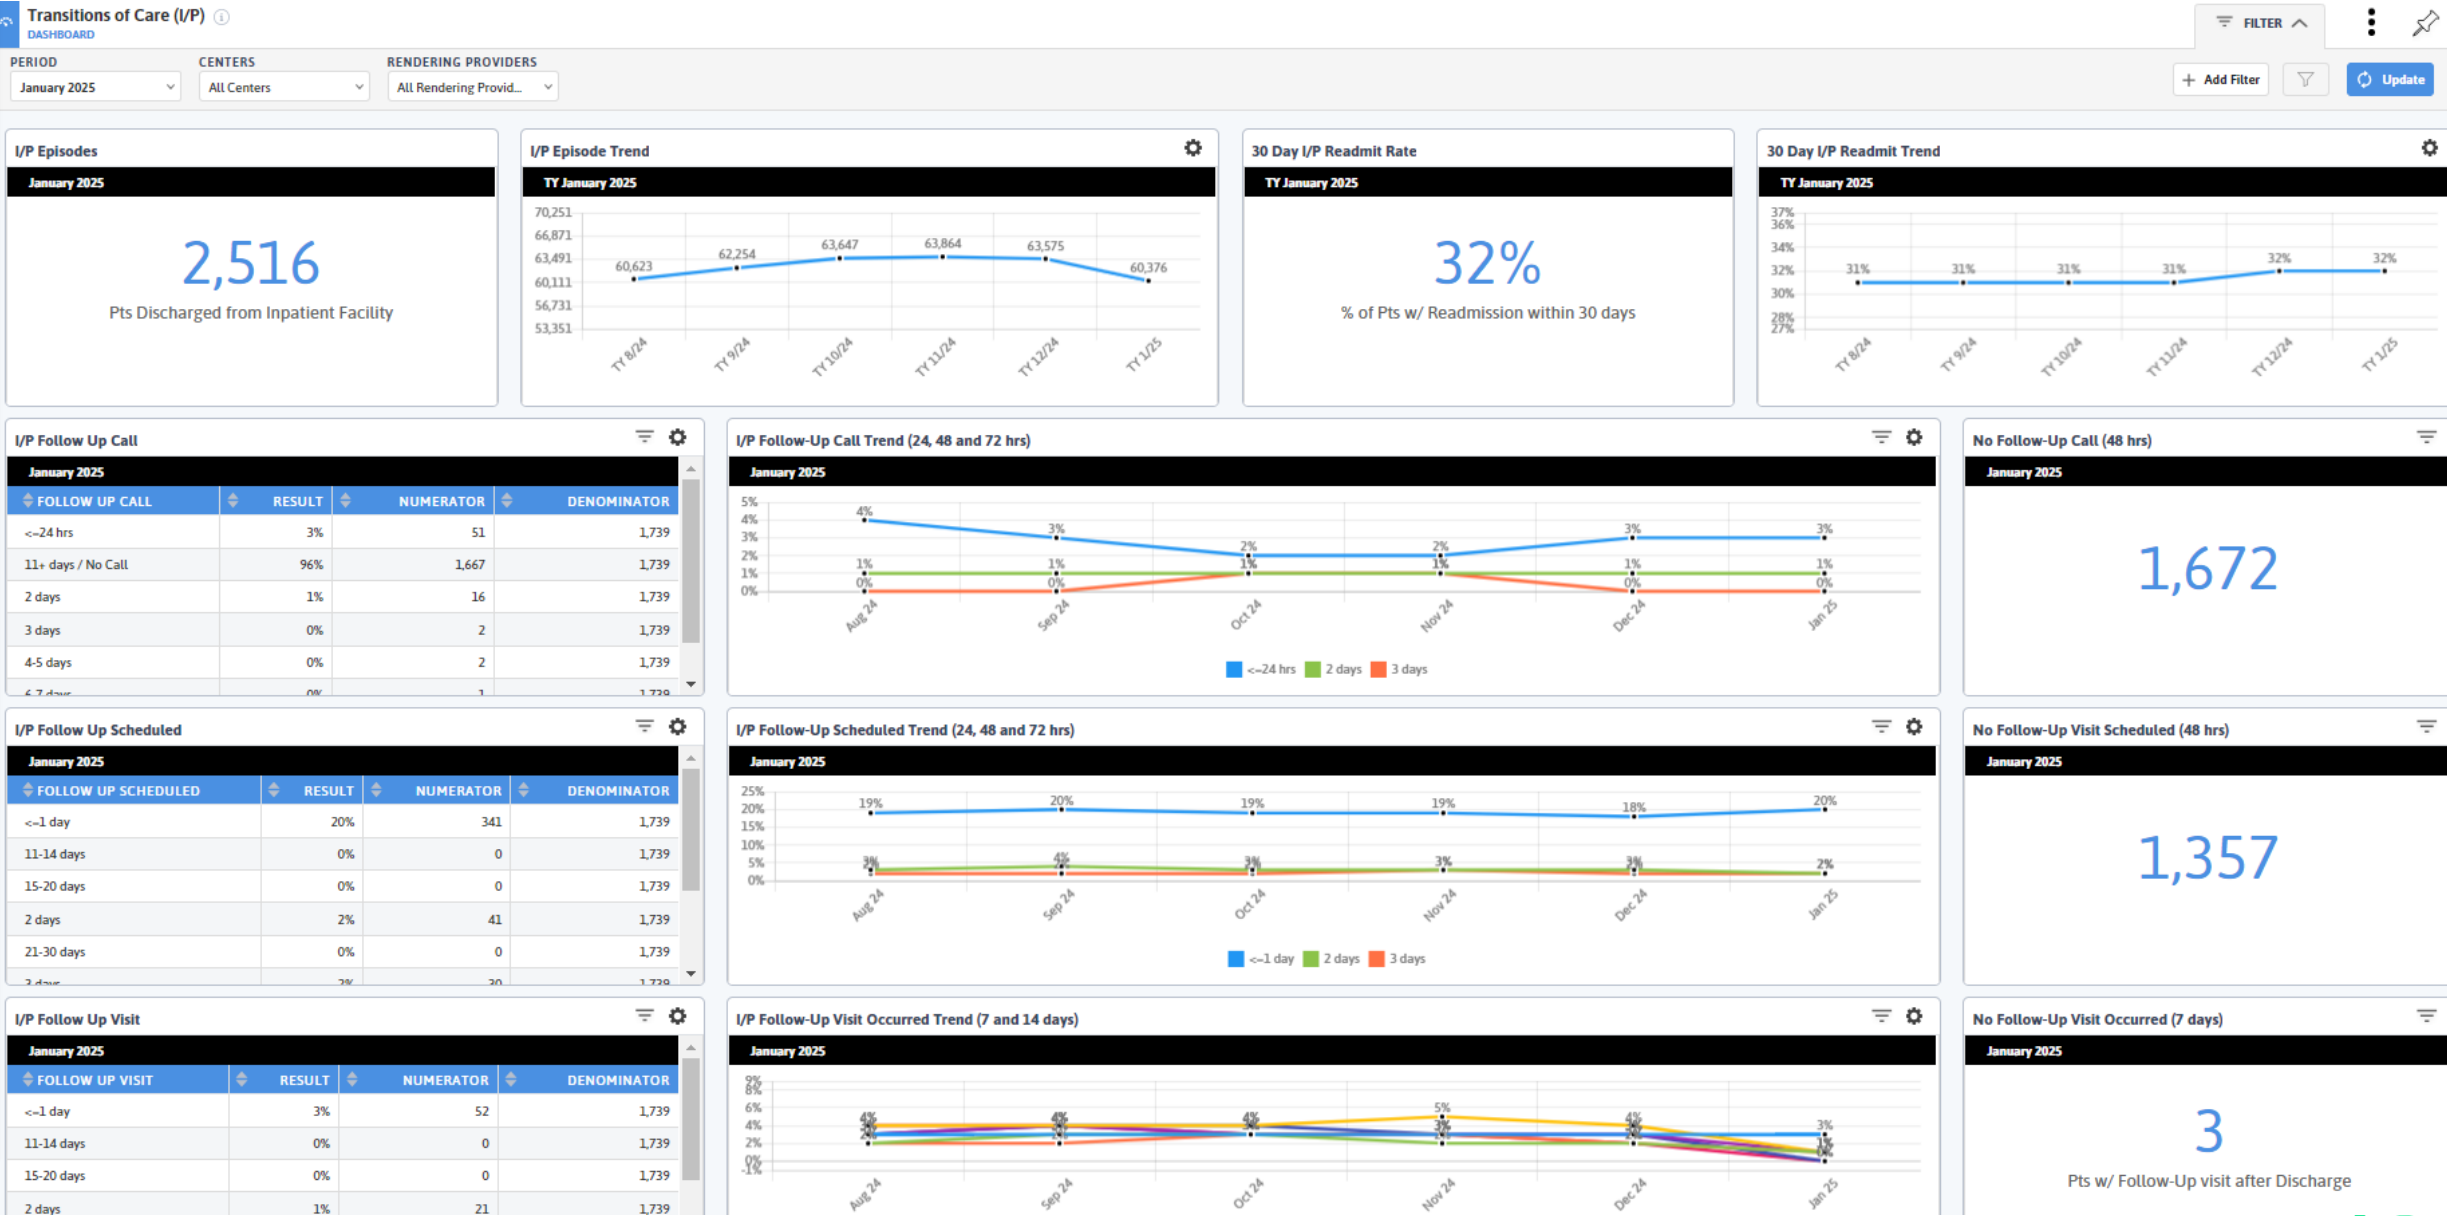 Transitions of Care (I/P)
DASHBOARD
FILTER
PERIOD
CENTERS
RENDERING PROVIDERS
January 2025
All Centers
All Rendering Provid...
+ Add Filter
Update
I/P Episodes
January 2025
2,516
Pts Discharged from Inpatient Facility
I/P Episode Trend
TY January 2025
70,251
66,871
63,491
60,111
56,731
53,351
60,623
62,254
63,647
63,864
63,575
60,376
TY 8/24
TY 9/24
TY 10/24
TY 11/24
TY 12/24
TY 1/25
30 Day I/P Readmit Rate
TY January 2025
32%
% of Pts w/ Readmission within 30 days
30 Day I/P Readmit Trend
TY January 2025
37%
36%
34%
32%
30%
28%
27%
31%
31%
31%
31%
32%
32%
TY 8/24
TY 9/24
TY 10/24
TY 11/24
TY 12/24
TY 1/25
I/P Follow Up Call
January 2025
FOLLOW UP CALL RESULT NUMERATOR DENOMINATOR
<=24 hrs 3% 51 1,739
11+ days / No Call 96% 1,667 1,739
2 days 1% 16 1,739
3 days 0% 2 1,739
4-5 days 0% 2 1,739
6-7 days 0% 1 1,739
I/P Follow-Up Call Trend (24, 48 and 72 hrs)
January 2025
5%
4%
3%
2%
1%
0%
4% 3% 2% 2% 3% 3%
1% 1% 1% 1% 1% 1%
0% 0% 0% 0%
Aug 24
Sep 24
Oct 24
Nov 24
Dec 24
Jan 25
<=24 hrs 2 days 3 days
No Follow-Up Call (48 hrs)
January 2025
1,672
I/P Follow Up Scheduled
January 2025
FOLLOW UP SCHEDULED RESULT NUMERATOR DENOMINATOR
<=1 day 20% 341 1,739
11-14 days 0% 0 1,739
15-20 days 0% 0 1,739
2 days 2% 41 1,739
21-30 days 0% 0 1,739
3 days 2% 30 1,739
I/P Follow-Up Scheduled Trend (24, 48 and 72 hrs)
January 2025
25%
20%
15%
10%
5%
0%
19% 20% 19% 19% 18% 20%
3% 4% 3% 3% 3% 2%
Aug 24
Sep 24
Oct 24
Nov 24
Dec 24
Jan 25
<=1 day 2 days 3 days
No Follow-Up Visit Scheduled (48 hrs)
January 2025
1,357
I/P Follow Up Visit
January 2025
FOLLOW UP VISIT RESULT NUMERATOR DENOMINATOR
<=1 day 3% 52 1,739
11-14 days 0% 0 1,739
15-20 days 0% 0 1,739
2 days 1% 21 1,739
I/P Follow-Up Visit Occurred Trend (7 and 14 days)
January 2025
9%
8%
6%
4%
2%
0%
-1%
4% 4% 4% 5% 4% 3%
Aug 24
Sep 24
Oct 24
Nov 24
Dec 24
Jan 25
No Follow-Up Visit Occurred (7 days)
January 2025
3
Pts w/ Follow-Up visit after Discharge